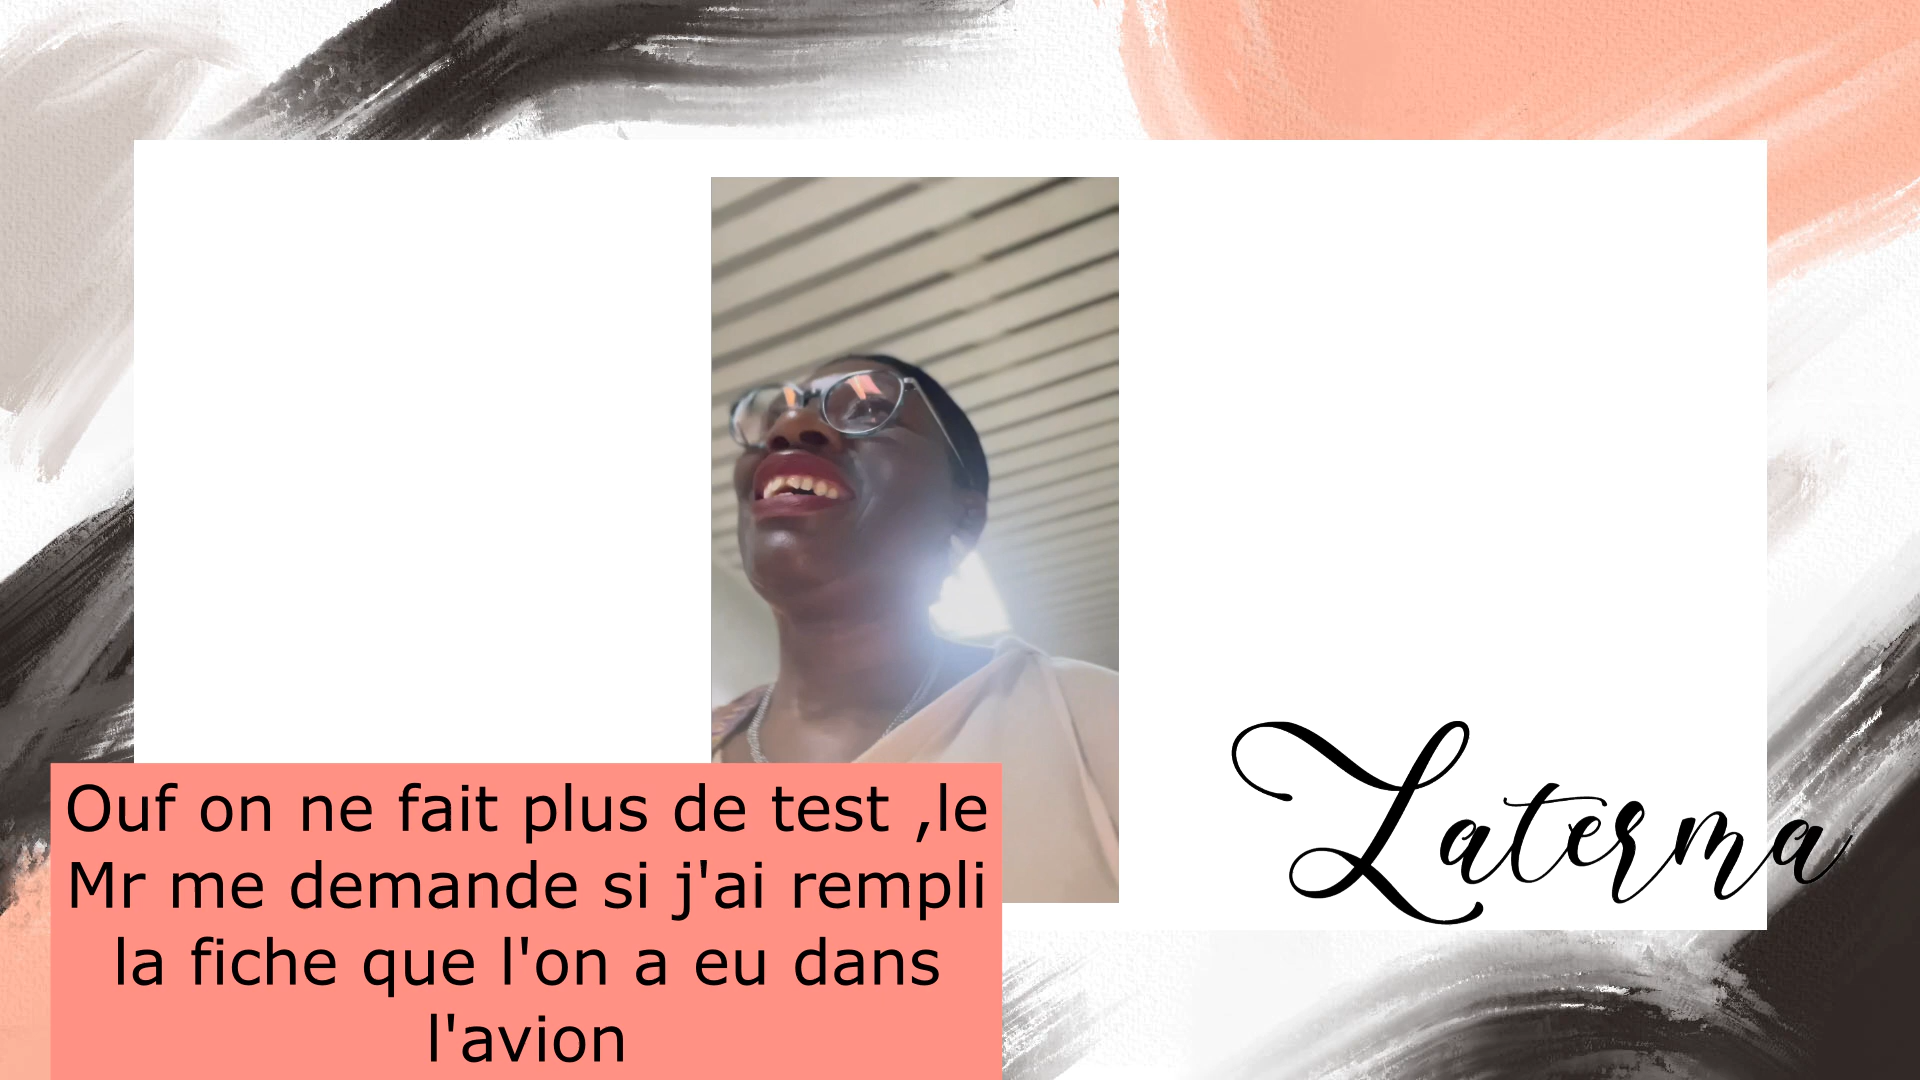 Ouf on ne fait plus de test ,le
Mr me demande si j'ai rempli
la fiche que l'on a eu dans
l'avion
Laterma